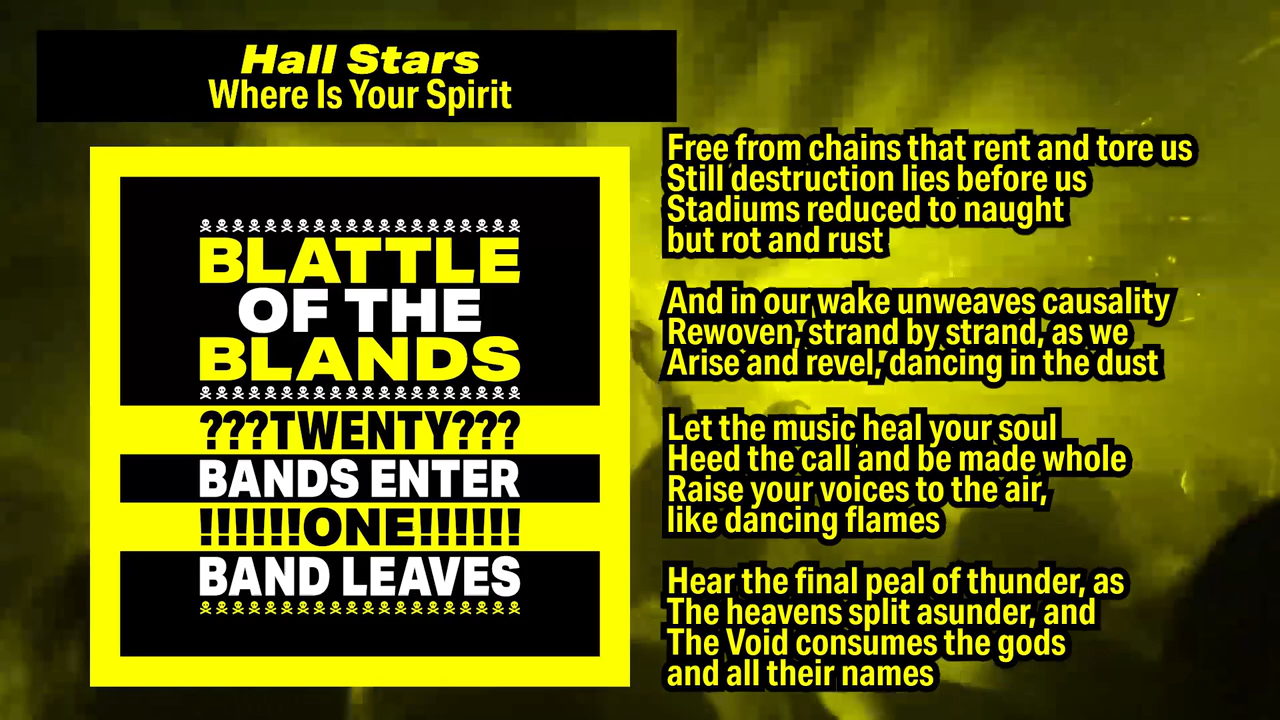 Hall Stars
Where Is Your Spirit
BLATTLE
OF THE
BLANDS
???TWENTY???
BANDS ENTER
!!!!!!ONE!!!!!!
BAND LEAVES
Free from chains that rent and tore us
Still destruction lies before us
Stadiums reduced to naught
but rot and rust
And in our wake unweaves causality
Rewoven, strand by strand, as we
Arise and revel, dancing in the dust
Let the music heal your soul
Heed the call and be made whole
Raise your voices to the air,
like dancing flames
Hear the final peal of thunder, as
The heavens split asunder, and
The Void consumes the gods
and all their names